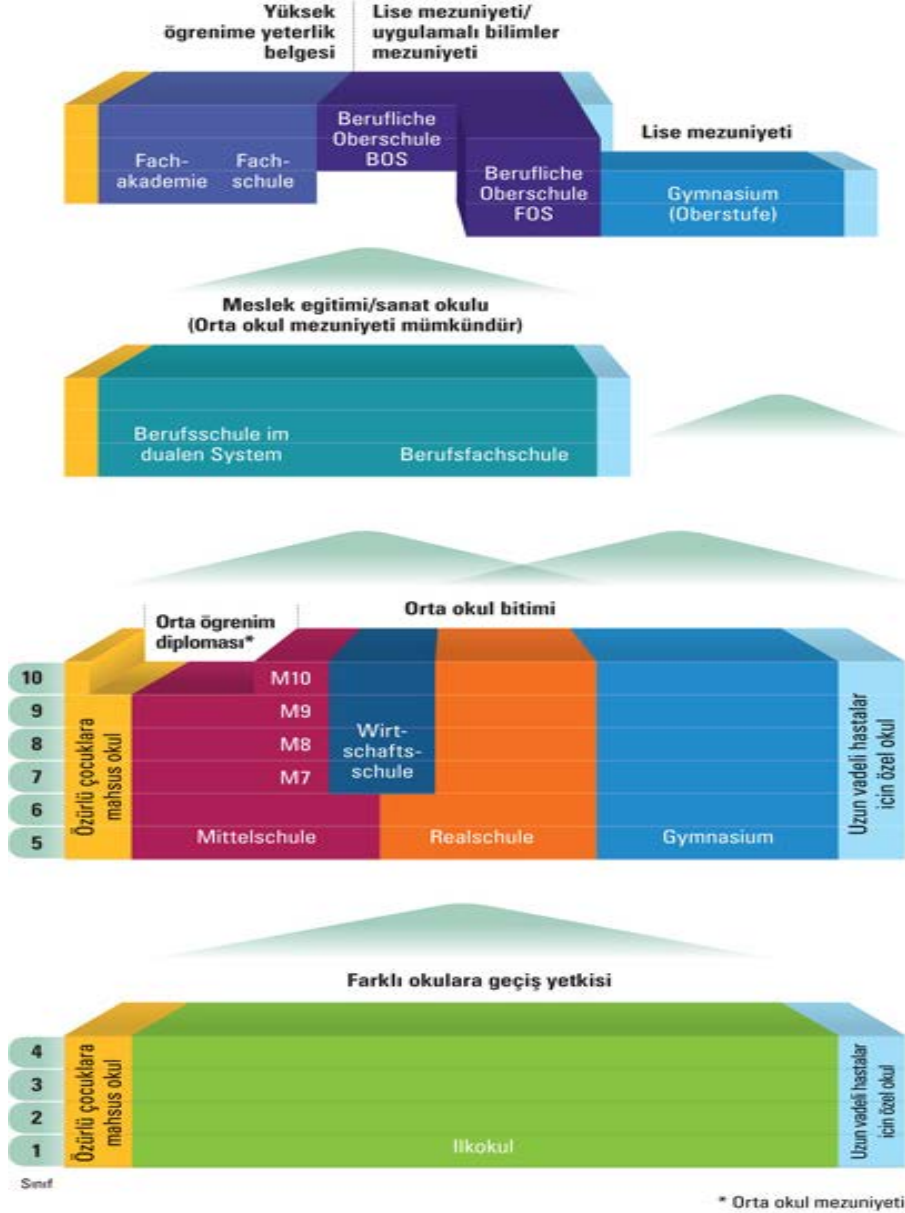 Yüksek
ögrenime yeterlik
belgesi
Lise mezuniyeti/
uygulamalı bilimler
mezuniyeti
Fach-
akademie
Fach-
schule
Berufliche
Oberschule
BOS
Berufliche
Oberschule
FOS
Lise mezuniyeti
Gymnasium
(Oberstufe)
Meslek egitimi/sanat okulu
(Orta okul mezuniyeti mümkündür)
Berufsschule im
dualen System
Berufsfachschule
Orta ögrenim
diploması*
Orta okul bitimi
10
9
8
7
6
5
Özürlü çocuklara
mahsus okul
M10
M9
M8
M7
Mittelschule
Wirt-
schafts-
schule
Realschule
Gymnasium
Uzun vadeli hastalar
icin özel okul
Farklı okulara geçiş yetkisi
4
3
2
1
Sınıf
Özürlü çocuklara
mahsus okul
Ilkokul
Uzun vadeli hastalar
icin özel okul
* Orta okul mezuniyeti